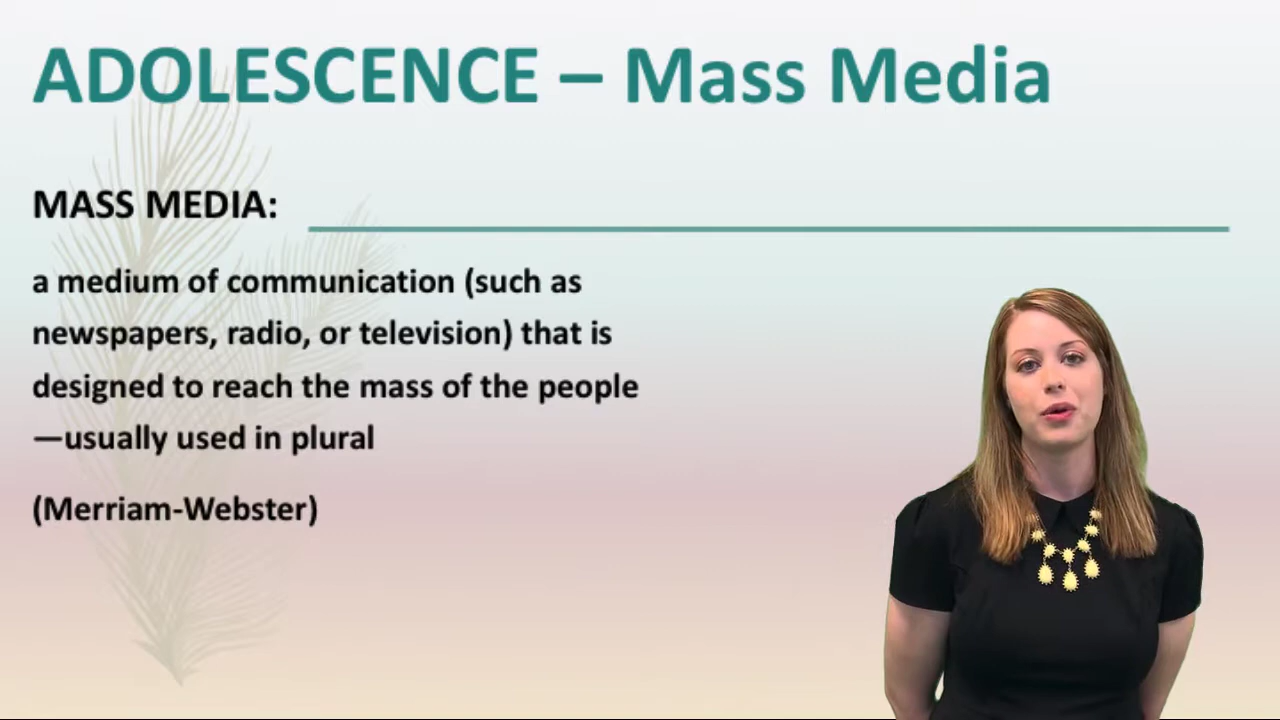 ADOLESCENCE – Mass Media
MASS MEDIA:
a medium of communication (such as
newspapers, radio, or television) that is
designed to reach the mass of the people
—usually used in plural
(Merriam-Webster)